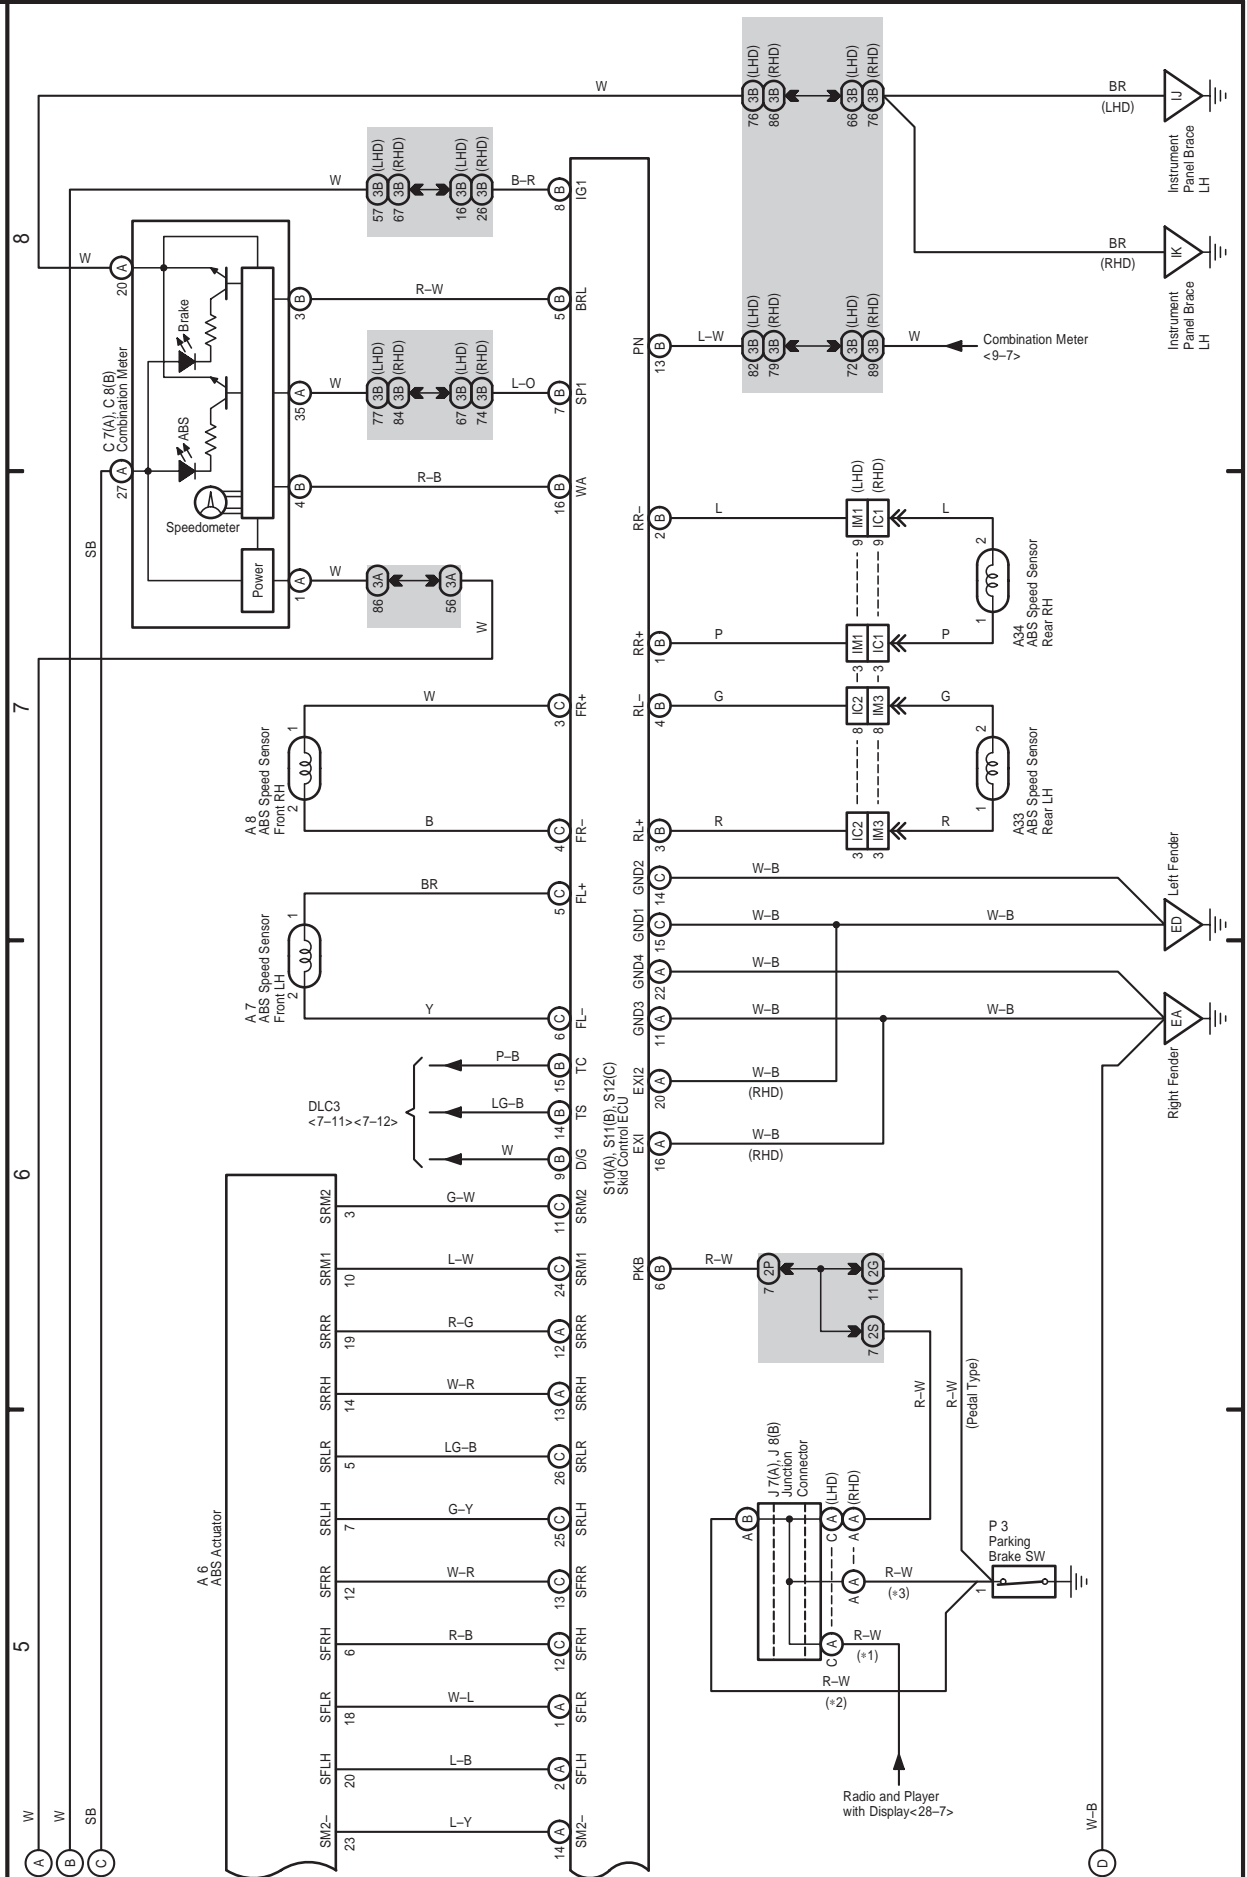 8
7
6
5
W
20
A
C 7(A), C 8(B)
Combination Meter
27
A
Brake
ABS
Speedometer
Power
3
B
35
A
4
B
1
A
W
57 3B (LHD)
67 3B (RHD)
16 3B (LHD)
26 3B (RHD)
B–R
8 B IG1
R–W
5 B BRL
W
77 3B (LHD)
84 3B (RHD)
67 3B (LHD)
74 3B (RHD)
L–O
7 B SP1
R–B
16 B WA
W
86 3A
56 3A
W
SB
W
76 3B (LHD)
86 3B (RHD)
66 3B (LHD)
76 3B (RHD)
BR
(LHD)
IJ
Instrument
Panel Brace
LH
BR
(RHD)
IK
Instrument
Panel Brace
LH
PN
13 B
L–W
82 3B (LHD)
79 3B (RHD)
72 3B (LHD)
89 3B (RHD)
W
Combination Meter
<9–7>
RR–
2 B
L
9 IM1 (LHD)
9 IC1 (RHD)
L
2
A34
ABS Speed Sensor
Rear RH
1
RR+
1 B
P
3 IM1
3 IC1
P
RL–
4 B
G
8 IC2
8 IM3
G
2
A33
ABS Speed Sensor
Rear LH
1
RL+
3 B
R
3 IC2
3 IM3
R
A 8
ABS Speed Sensor
Front RH
1
2
W
3 C FR+
B
4 C FR–
A 7
ABS Speed Sensor
Front LH
1
2
BR
5 C FL+
Y
6 C FL–
GND2
14 C
W–B
GND1
15 C
W–B
W–B
ED
Left Fender
GND4
22 A
W–B
GND3
11 A
W–B
W–B
EA
Right Fender
EXI2
20 A
W–B
(RHD)
EXI
16 A
W–B
(RHD)
DLC3
<7–11><7–12>
P–B
15 B TC
LG–B
14 B TS
W
9 B D/G
S10(A), S11(B), S12(C)
Skid Control ECU
A 6
ABS Actuator
SRM2 3
G–W
11 C SRM2
SRM1 10
L–W
24 C SRM1
SRRR 19
R–G
12 A SRRR
SRRH 14
W–R
13 A SRRH
SRLR 5
LG–B
26 C SRLR
SRLH 7
G–Y
25 C SRLH
SFRR 12
W–R
13 C SFRR
SFRH 6
R–B
12 C SFRH
SFLR 18
W–L
1 A SFLR
SFLH 20
L–B
2 A SFLH
SM2– 23
L–Y
14 A SM2–
PKB
6 B
R–W
7 2P
11 2G
7 2S
R–W
R–W
(Pedal Type)
J 7(A), J 8(B)
Junction
Connector
A B
C A (LHD)
A A (RHD)
A A
R–W
(*3)
C A
R–W
(*1)
R–W
(*2)
1
P 3
Parking
Brake SW
Radio and Player
with Display<28–7>
W
A
W
B
SB
C
W–B
D